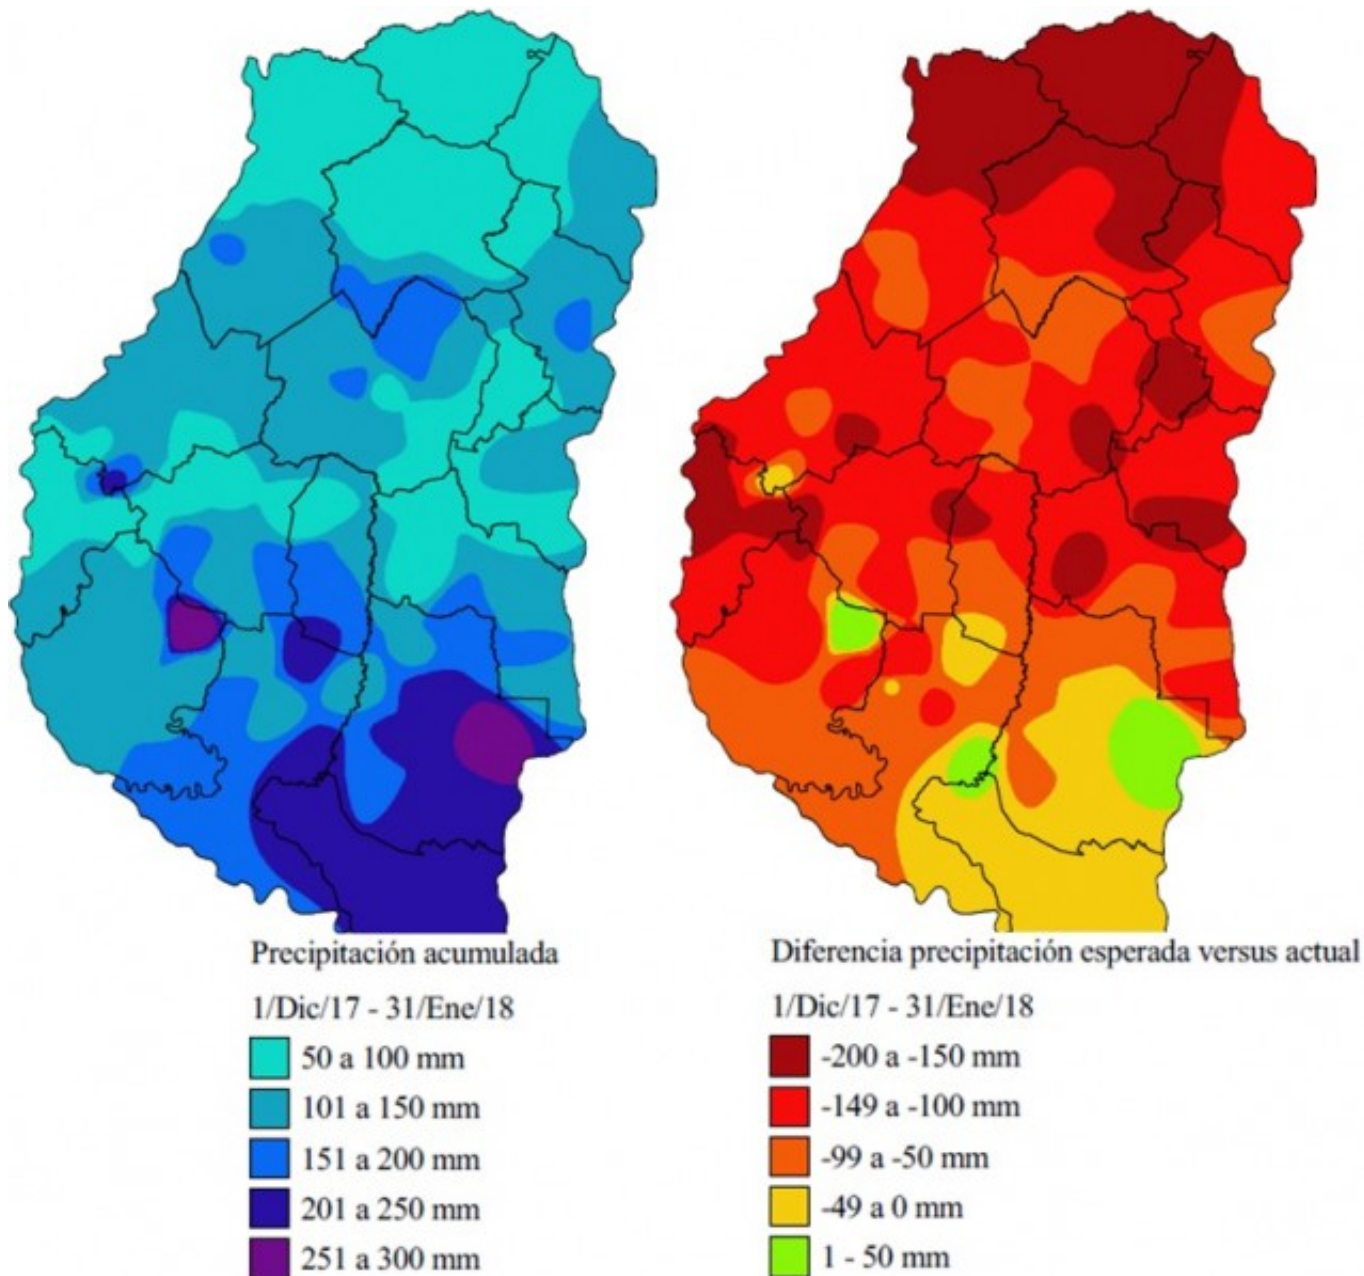 Precipitación acumulada
1/Dic/17 - 31/Ene/18
50 a 100 mm
101 a 150 mm
151 a 200 mm
201 a 250 mm
251 a 300 mm
Diferencia precipitación esperada versus actual
1/Dic/17 - 31/Ene/18
-200 a -150 mm
-149 a -100 mm
-99 a -50 mm
-49 a 0 mm
1 - 50 mm